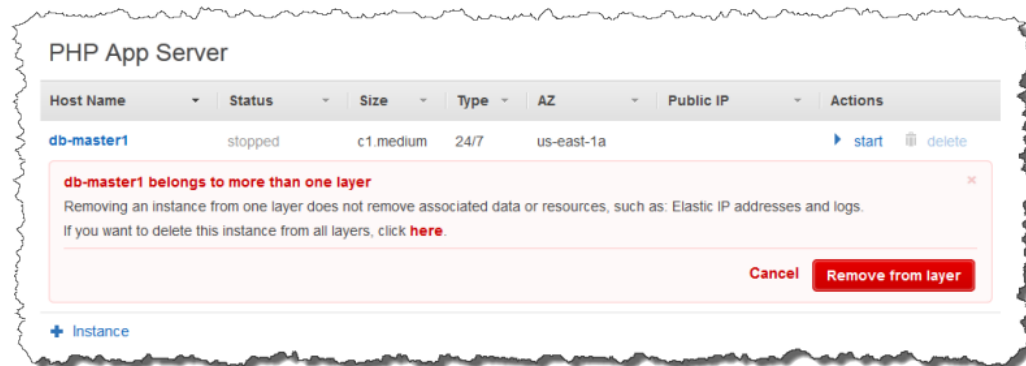 PHP App Server
Host Name Status Size Type AZ Public IP Actions
db-master1 stopped c1.medium 24/7 us-east-1a start delete
db-master1 belongs to more than one layer
Removing an instance from one layer does not remove associated data or resources, such as: Elastic IP addresses and logs.
If you want to delete this instance from all layers, click here.
Cancel Remove from layer
Instance